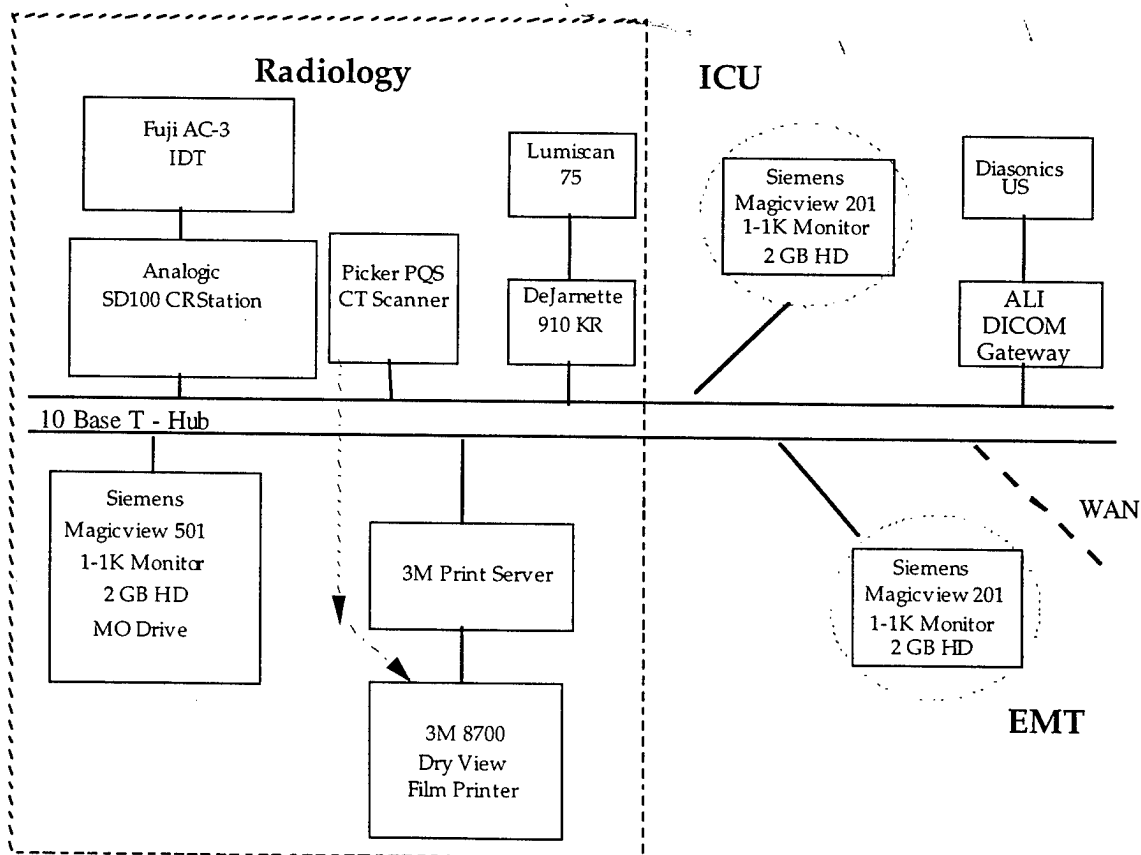 Radiology
ICU
Fuji AC-3
IDT
Lumiscan
75
Siemens
Magicview 201
1-1K Monitor
2 GB HD
Diasonics
US
Analogic
SD100 CRStation
Picker PQS
CT Scanner
DeJarnette
910 KR
ALI
DICOM
Gateway
10 Base T - Hub
Siemens
Magicview 501
1-1K Monitor
2 GB HD
MO Drive
3M Print Server
WAN
Siemens
Magicview 201
1-1K Monitor
2 GB HD
3M 8700
Dry View
Film Printer
EMT